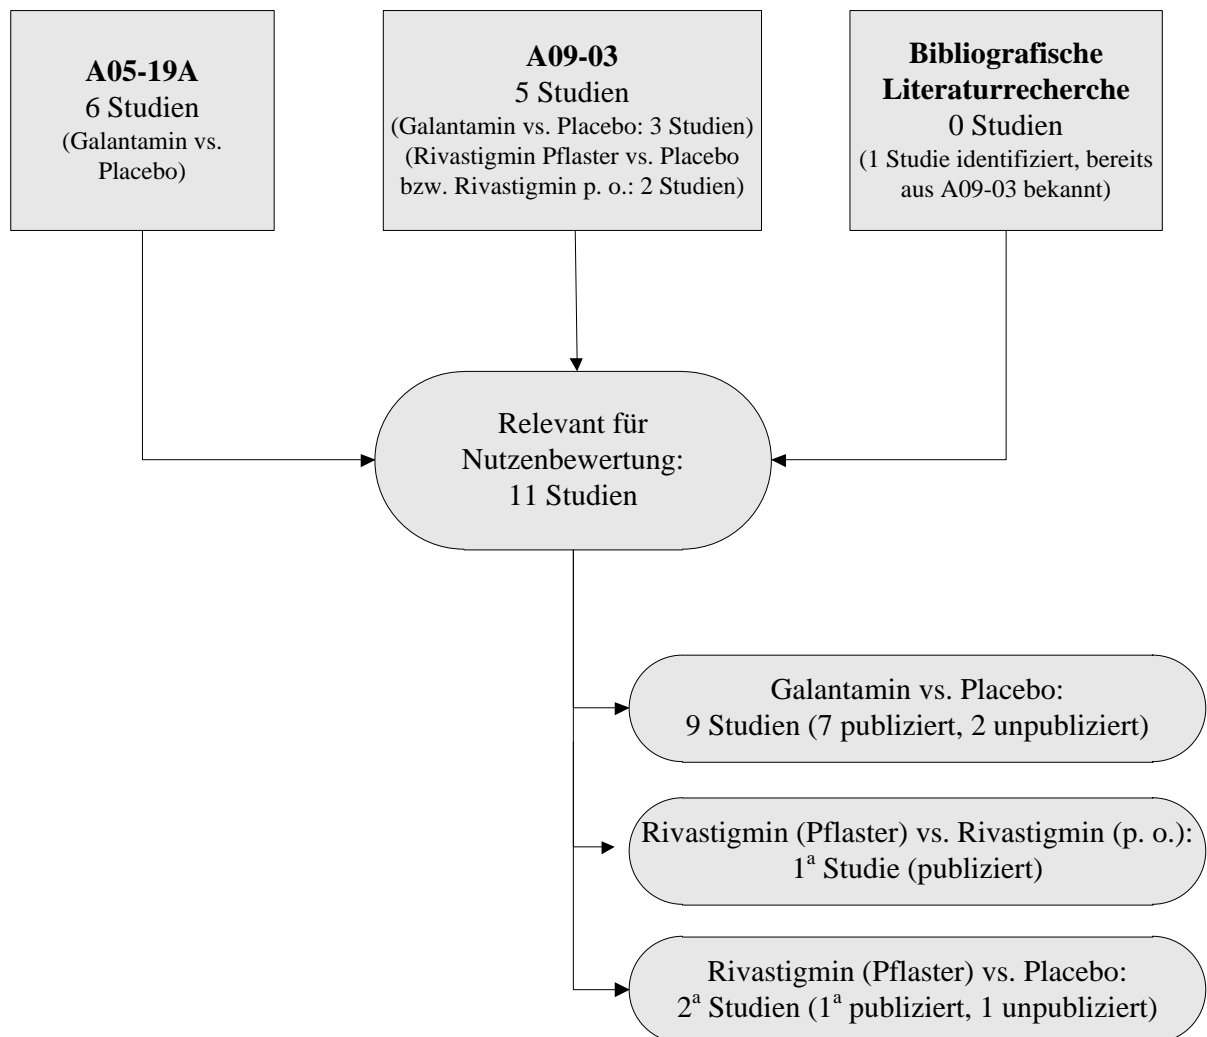 A05-19A
6 Studien
(Galantamin vs.
Placebo)
A09-03
5 Studien
(Galantamin vs. Placebo: 3 Studien)
(Rivastigmin Pflaster vs. Placebo
bzw. Rivastigmin p. o.: 2 Studien)
Bibliografische
Literaturrecherche
0 Studien
(1 Studie identifiziert, bereits
aus A09-03 bekannt)
Relevant für
Nutzenbewertung:
11 Studien
Galantamin vs. Placebo:
9 Studien (7 publiziert, 2 unpubliziert)
Rivastigmin (Pflaster) vs. Rivastigmin (p. o.):
1ª Studie (publiziert)
Rivastigmin (Pflaster) vs. Placebo:
2ª Studien (1ª publiziert, 1 unpubliziert)